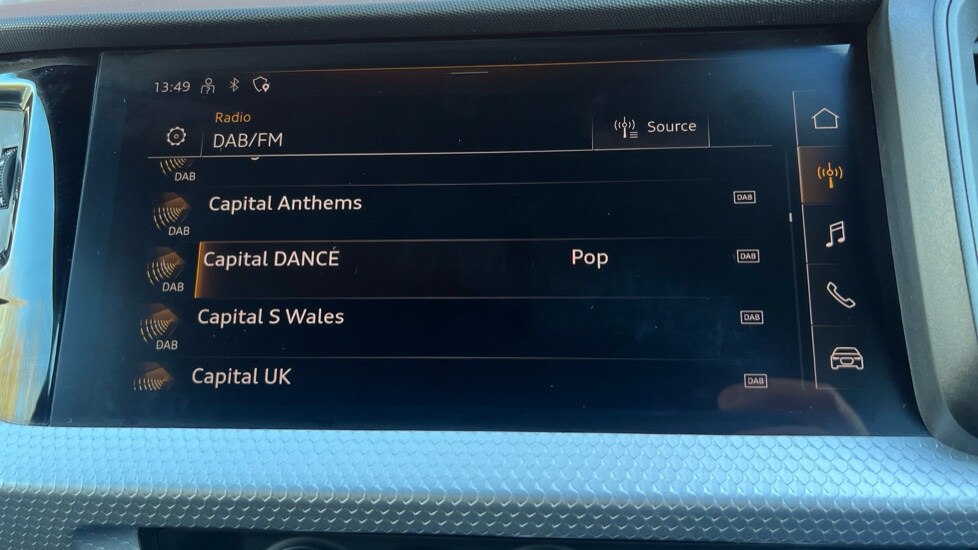 13:49
Radio
DAB/FM
Source
DAB
Capital Anthems
DAB
DAB
Capital DANCÉ
Pop
DAB
DAB
Capital S Wales
DAB
DAB
Capital UK
DAB